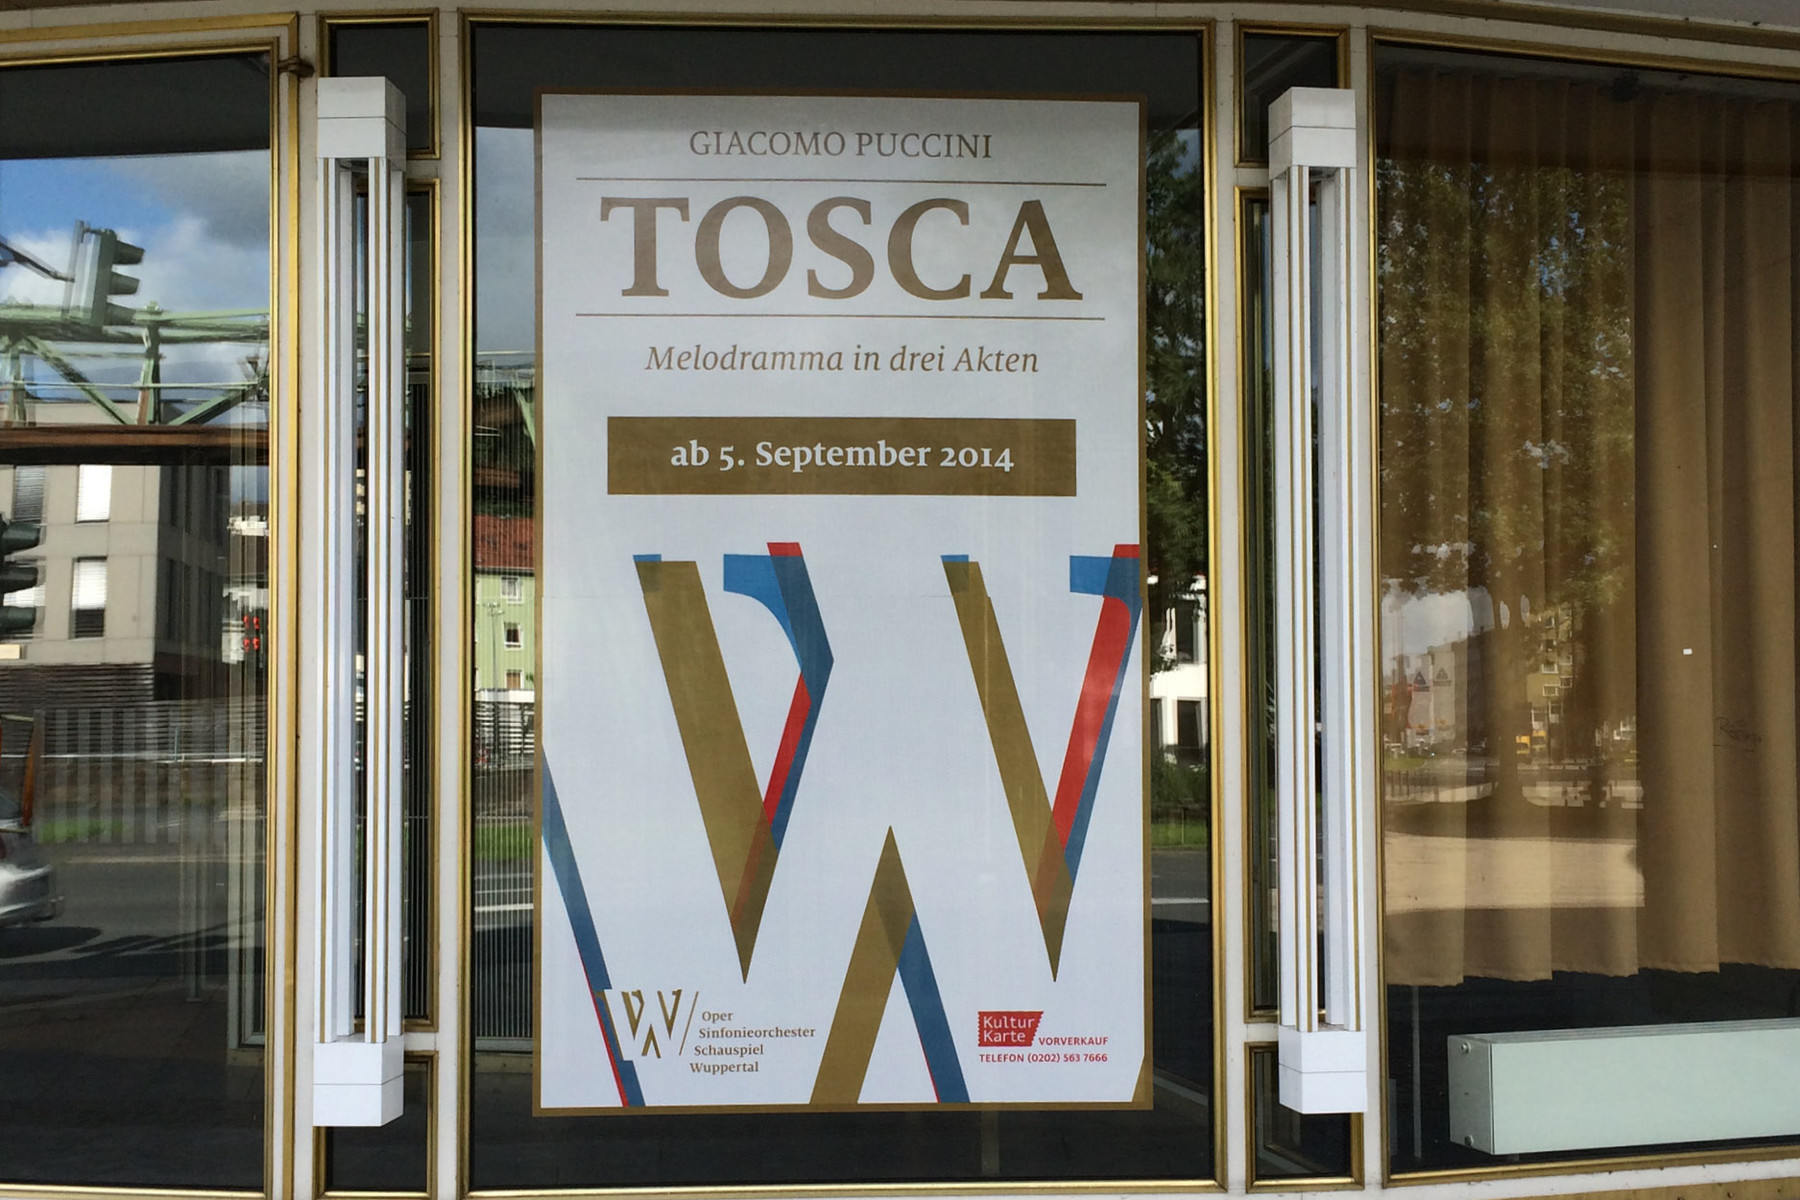 GIACOMO PUCCINI
TOSCA
Melodramma in drei Akten
ab 5. September 2014
W
Oper
Sinfonieorchester
Schauspiel
Wuppertal
Kultur
Karte
VORVERKAUF
TELEFON (0202) 563 7666